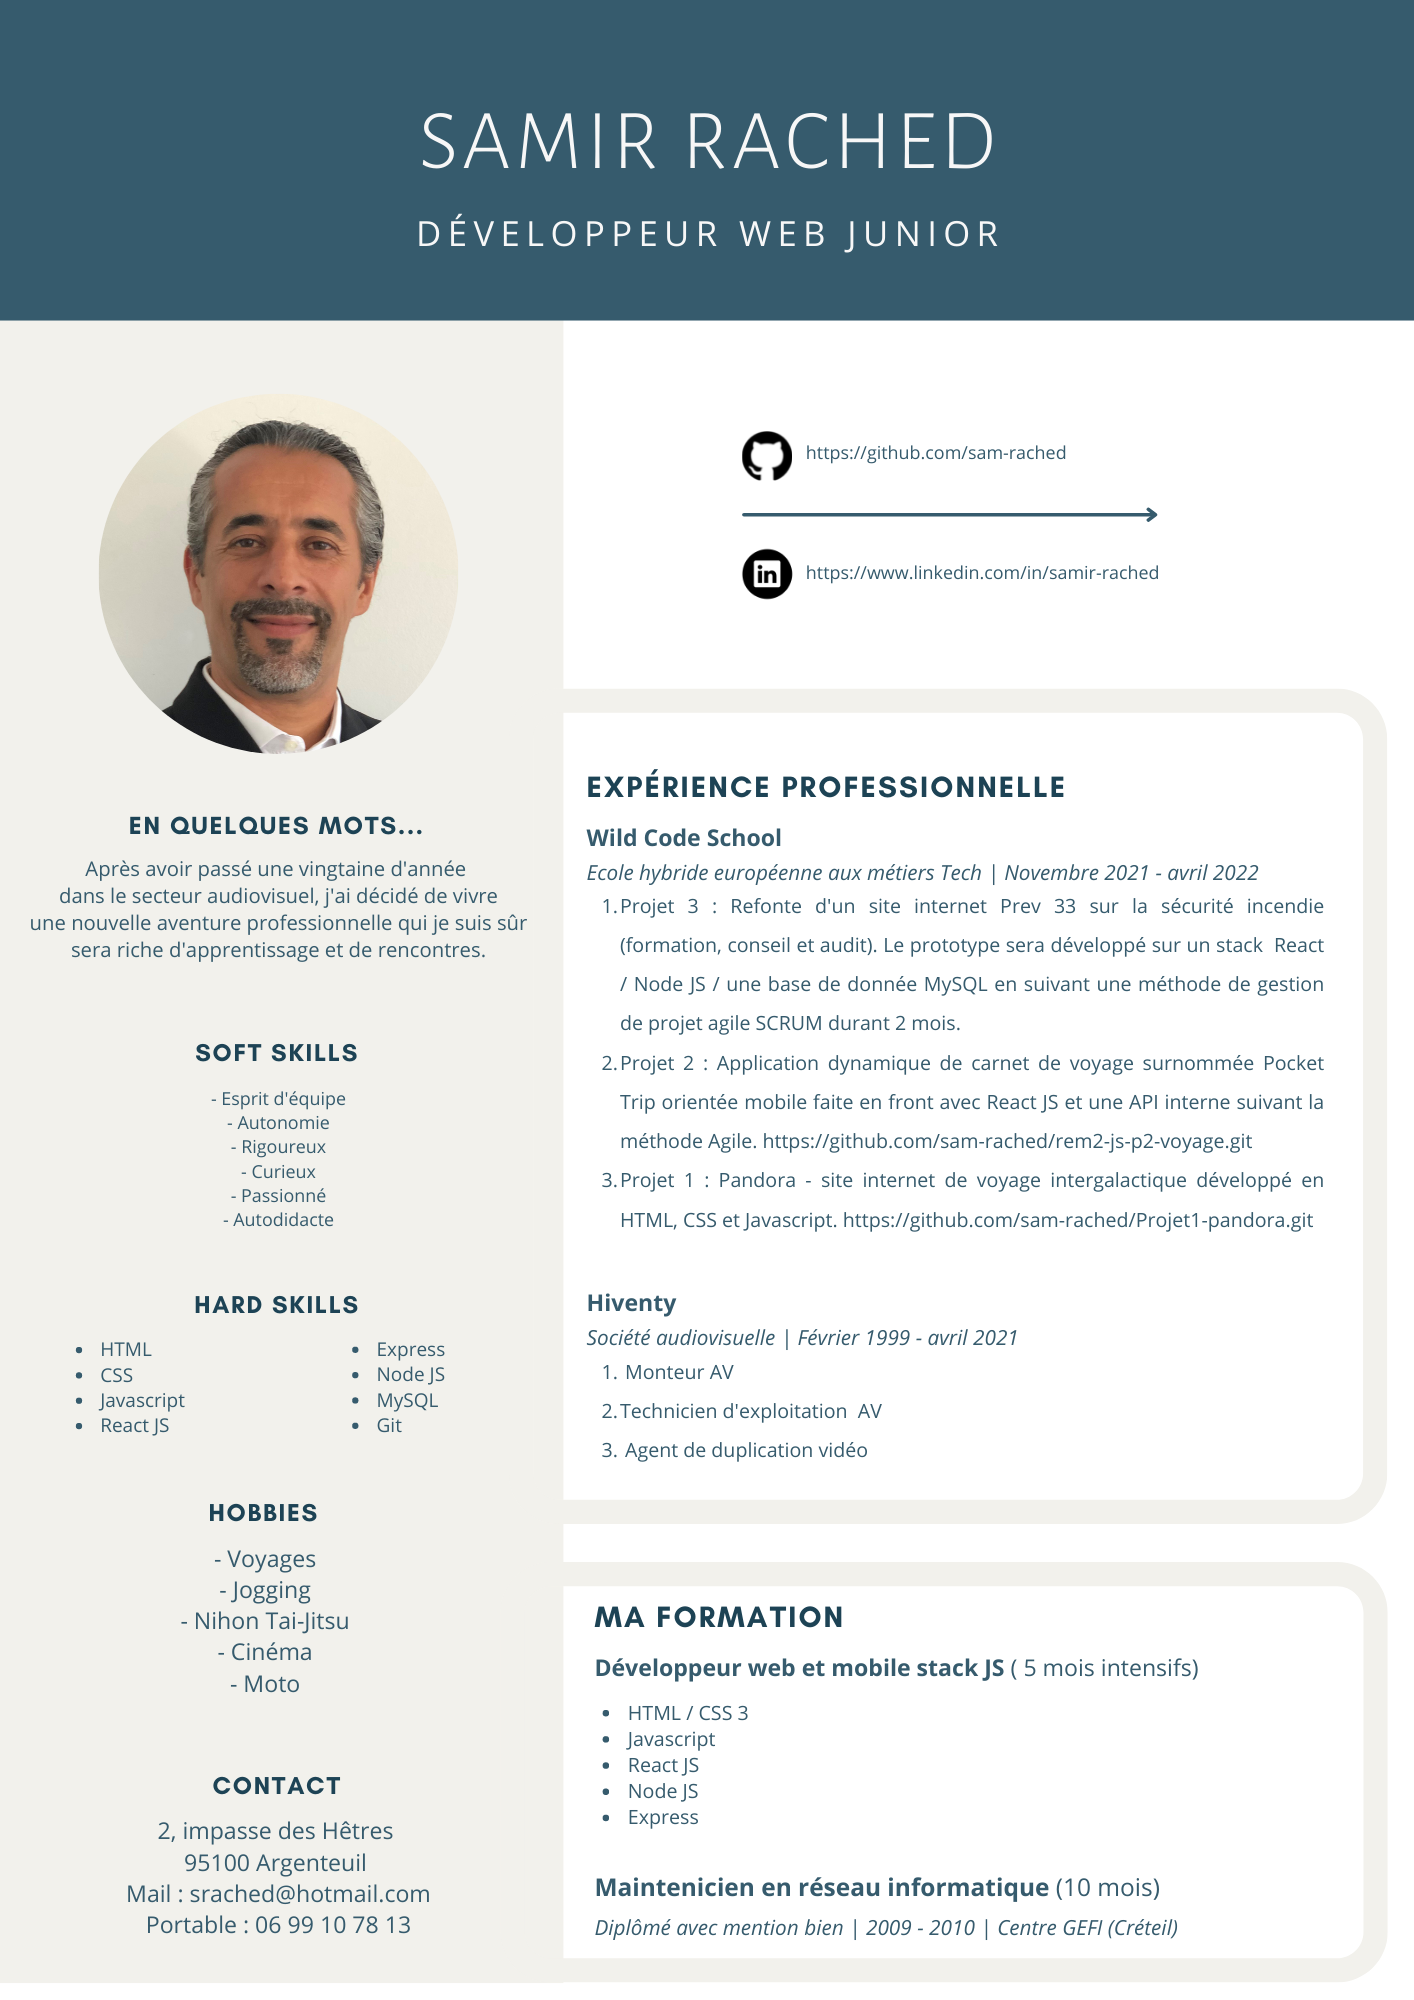 SAMIR RACHED
DÉVELOPPEUR WEB JUNIOR
https://github.com/sam-rached
https://www.linkedin.com/in/samir-rached
EN QUELQUES MOTS...
Après avoir passé une vingtaine d'année
dans le secteur audiovisuel, j'ai décidé de vivre
une nouvelle aventure professionnelle qui je suis sûr
sera riche d'apprentissage et de rencontres.
SOFT SKILLS
- Esprit d'équipe
- Autonomie
- Rigoureux
- Curieux
- Passionné
- Autodidacte
HARD SKILLS
• HTML
• CSS
• Javascript
• React JS
• Express
• Node JS
• MySQL
• Git
HOBBIES
- Voyages
- Jogging
- Nihon Tai-Jitsu
- Cinéma
- Moto
CONTACT
2, impasse des Hêtres
95100 Argenteuil
Mail : srached@hotmail.com
Portable : 06 99 10 78 13
EXPÉRIENCE PROFESSIONNELLE
Wild Code School
Ecole hybride européenne aux métiers Tech | Novembre 2021 - avril 2022
1. Projet 3 : Refonte d'un site internet Prev 33 sur la sécurité incendie
(formation, conseil et audit). Le prototype sera développé sur un stack React
/ Node JS / une base de donnée MySQL en suivant une méthode de gestion
de projet agile SCRUM durant 2 mois.
2. Projet 2 : Application dynamique de carnet de voyage surnommée Pocket
Trip orientée mobile faite en front avec React JS et une API interne suivant la
méthode Agile. https://github.com/sam-rached/rem2-js-p2-voyage.git
3. Projet 1 : Pandora - site internet de voyage intergalactique développé en
HTML, CSS et Javascript. https://github.com/sam-rached/Projet1-pandora.git
Hiventy
Société audiovisuelle | Février 1999 - avril 2021
1. Monteur AV
2. Technicien d'exploitation AV
3. Agent de duplication vidéo
MA FORMATION
Développeur web et mobile stack JS ( 5 mois intensifs)
• HTML / CSS 3
• Javascript
• React JS
• Node JS
• Express
Maintenicien en réseau informatique (10 mois)
Diplômé avec mention bien | 2009 - 2010 | Centre GEFI (Créteil)